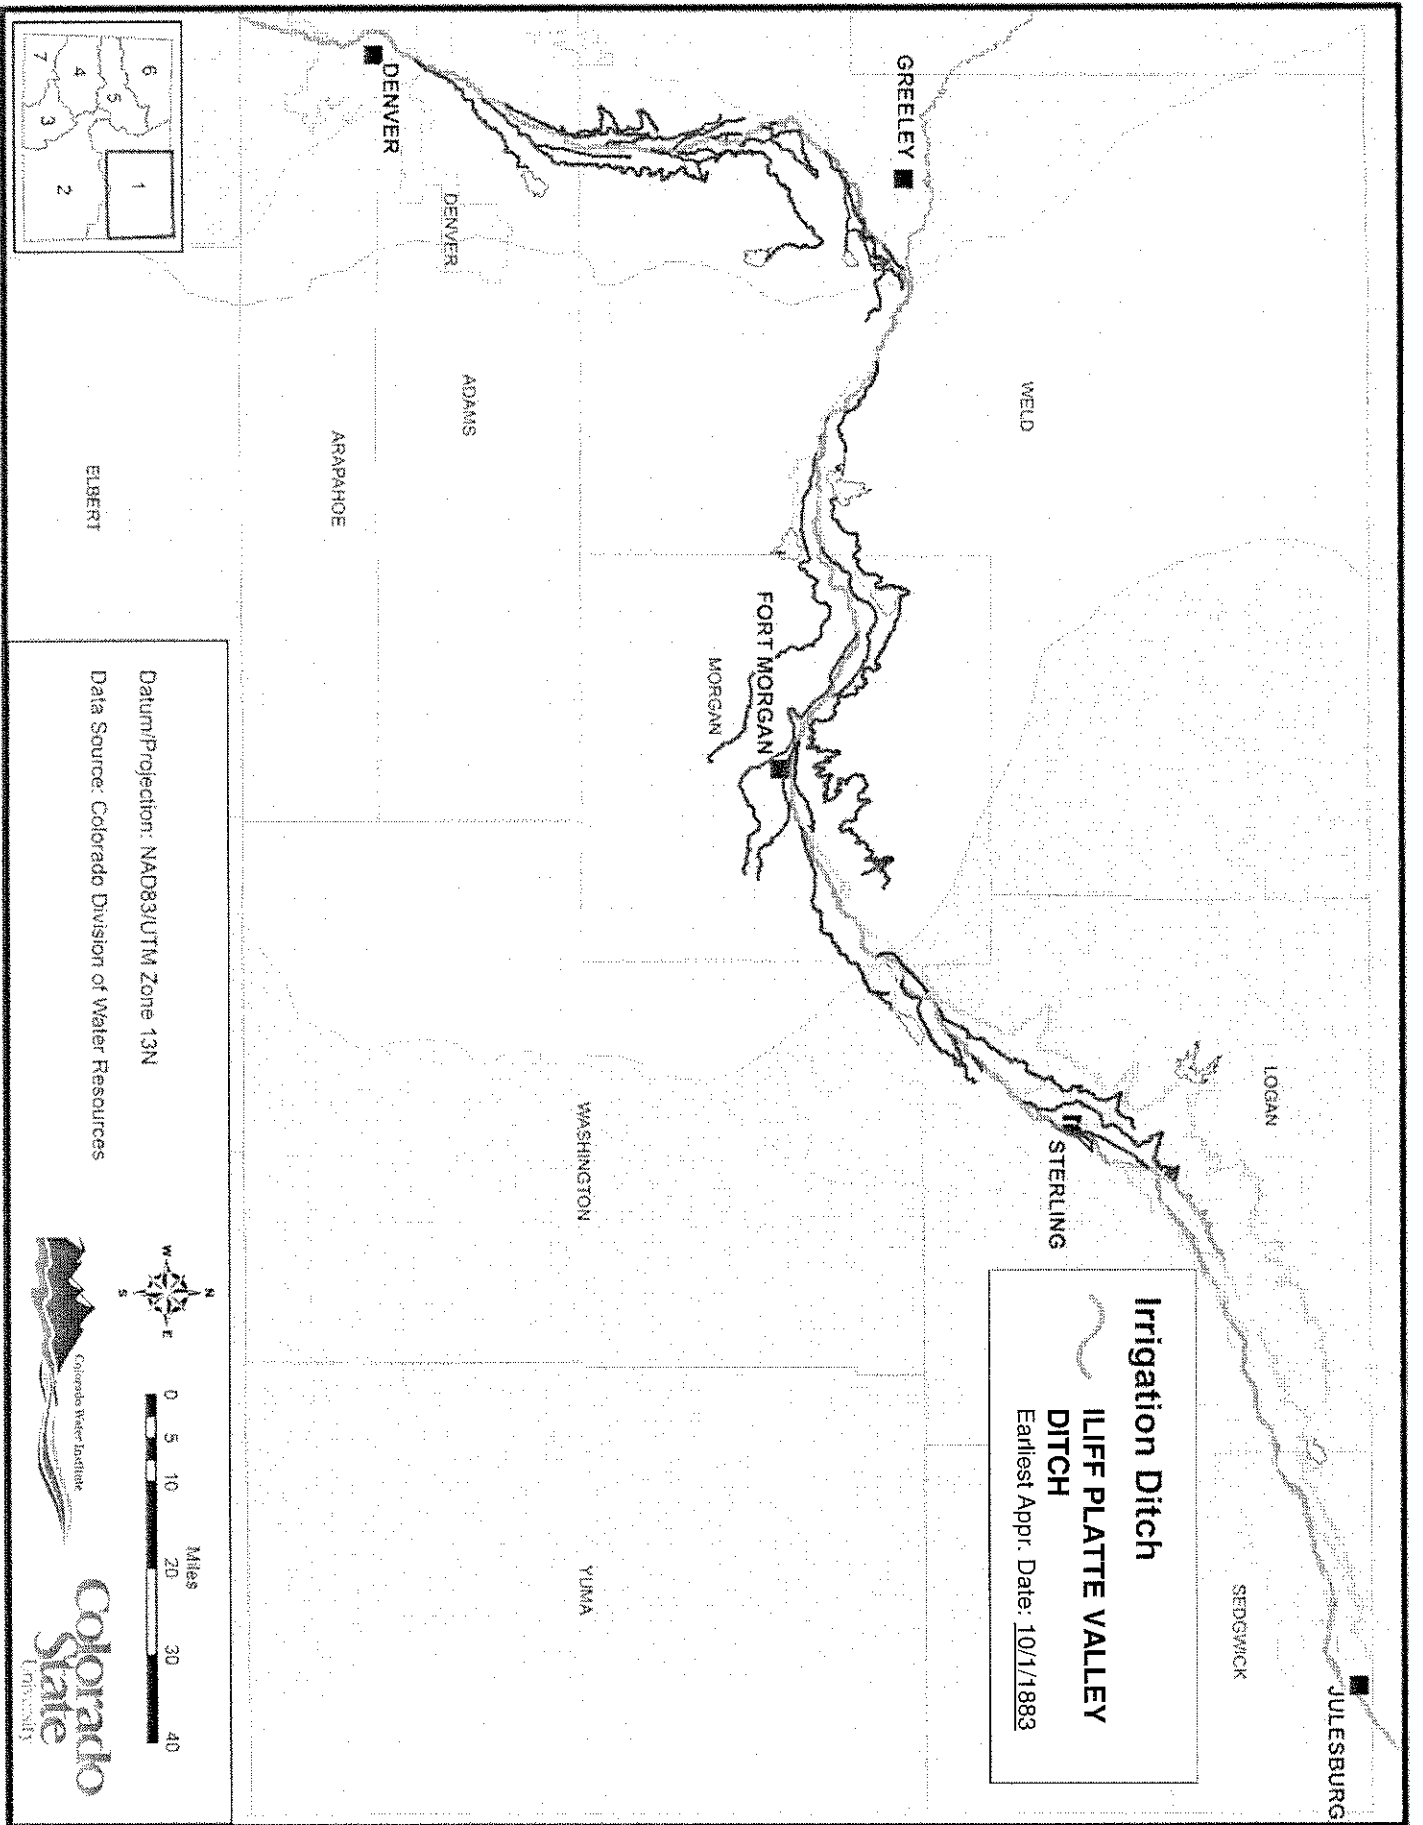 Irrigation Ditch
ILIFF PLATTE VALLEY
DITCH
Earliest Appr. Date: 10/1/1883
JULESBURG
SEDGWICK
LOGAN
STERLING
WELD
GREELEY
FORT MORGAN
MORGAN
WASHINGTON
YUMA
DENVER
DENVER
ADAMS
ARAPAHOE
ELBERT
6
5
4
7
3
1
2
Datum/Projection: NAD83/UTM Zone 13N
Data Source: Colorado Division of Water Resources
N
W
E
S
Miles
0 5 10 20 30 40
Colorado Water Institute
Colorado
State
University